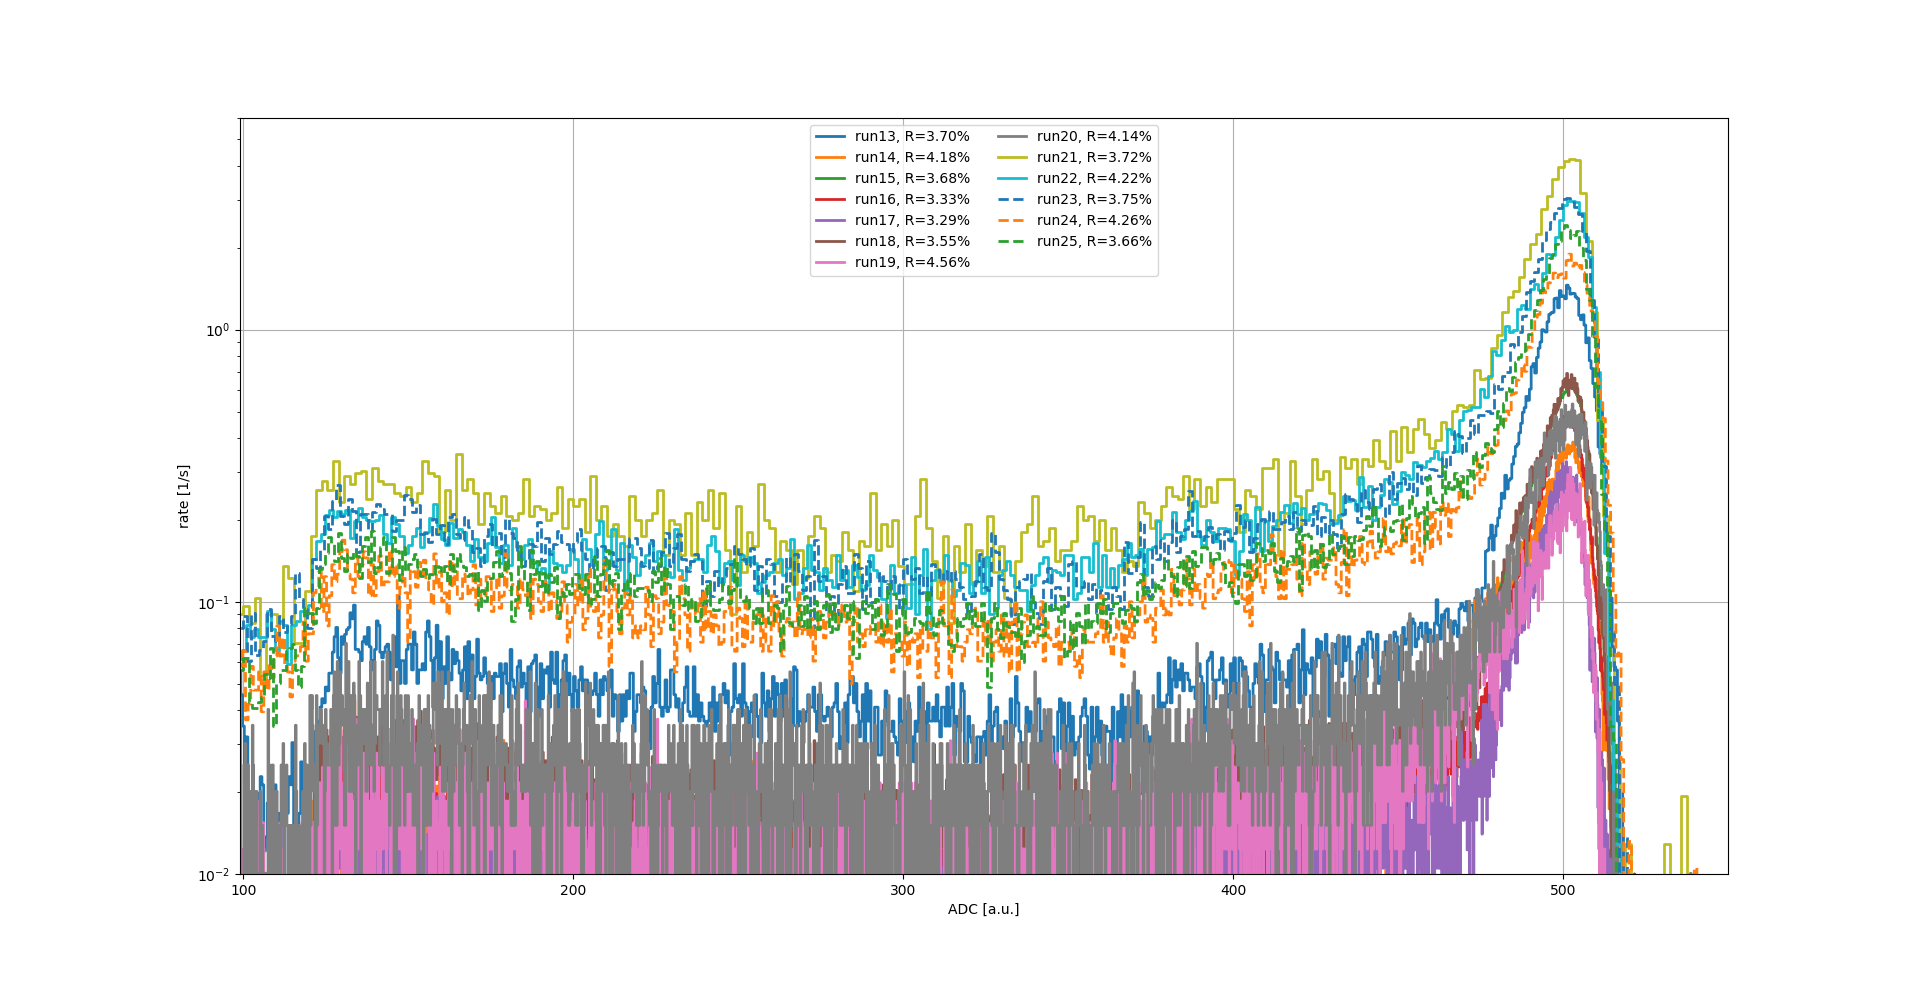 run13, R=3.70%
run14, R=4.18%
run15, R=3.68%
run16, R=3.33%
run17, R=3.29%
run18, R=3.55%
run19, R=4.56%
run20, R=4.14%
run21, R=3.72%
run22, R=4.22%
run23, R=3.75%
run24, R=4.26%
run25, R=3.66%
rate [1/s]
10⁰
10⁻¹
10⁻²
100 200 300 400 500
ADC [a.u.]